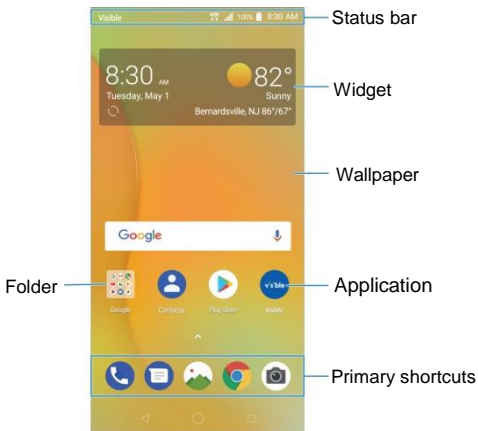 Visible 100% 8:30 AM
Status bar
8:30 AM
82°
Tuesday, May 1
Sunny
Bernardsville, NJ 86°/67°
Widget
Wallpaper
Google
Folder
v's'ble
Application
Google
Contacts
Play Store
Visible
Primary shortcuts